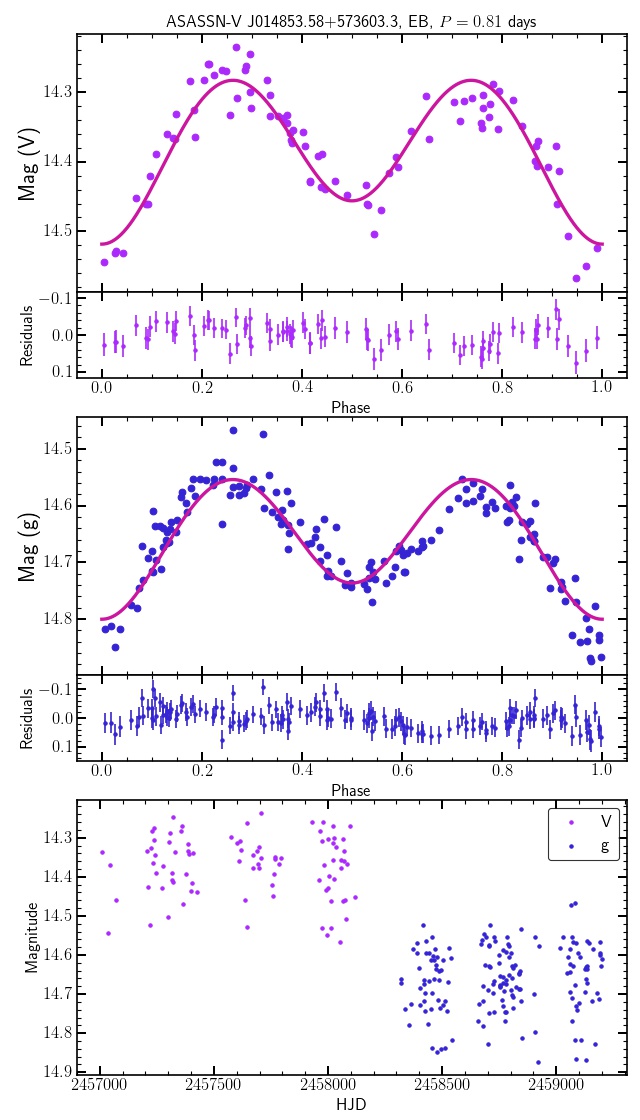 ASASSN-V J014853.58+573603.3, EB, P = 0.81 days
14.3
14.4
14.5
Mag (V)
−0.1
0.0
0.1
Residuals
0.0 0.2 0.4 0.6 0.8 1.0
Phase
14.5
14.6
14.7
14.8
Mag (g)
−0.1
0.0
0.1
Residuals
0.0 0.2 0.4 0.6 0.8 1.0
Phase
V
g
14.3
14.4
14.5
14.6
14.7
14.8
14.9
Magnitude
2457000 2457500 2458000 2458500 2459000
HJD